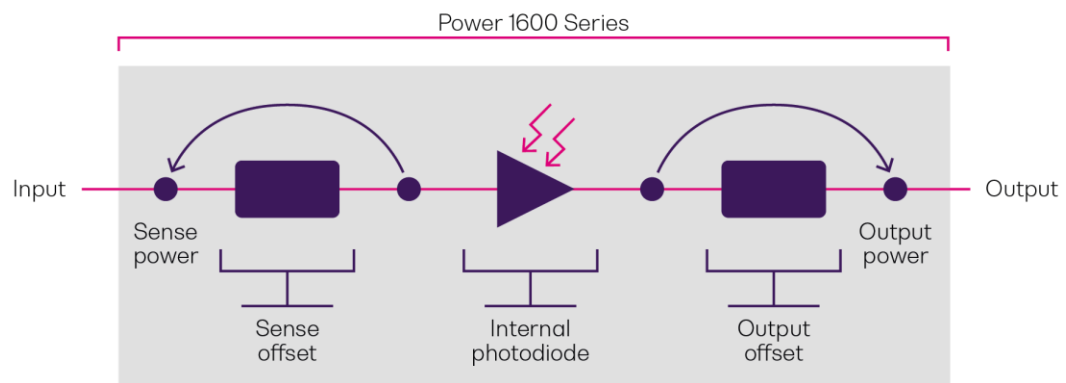 Power 1600 Series
Input
Output
Sense
power
Output
power
Sense
offset
Internal
photodiode
Output
offset